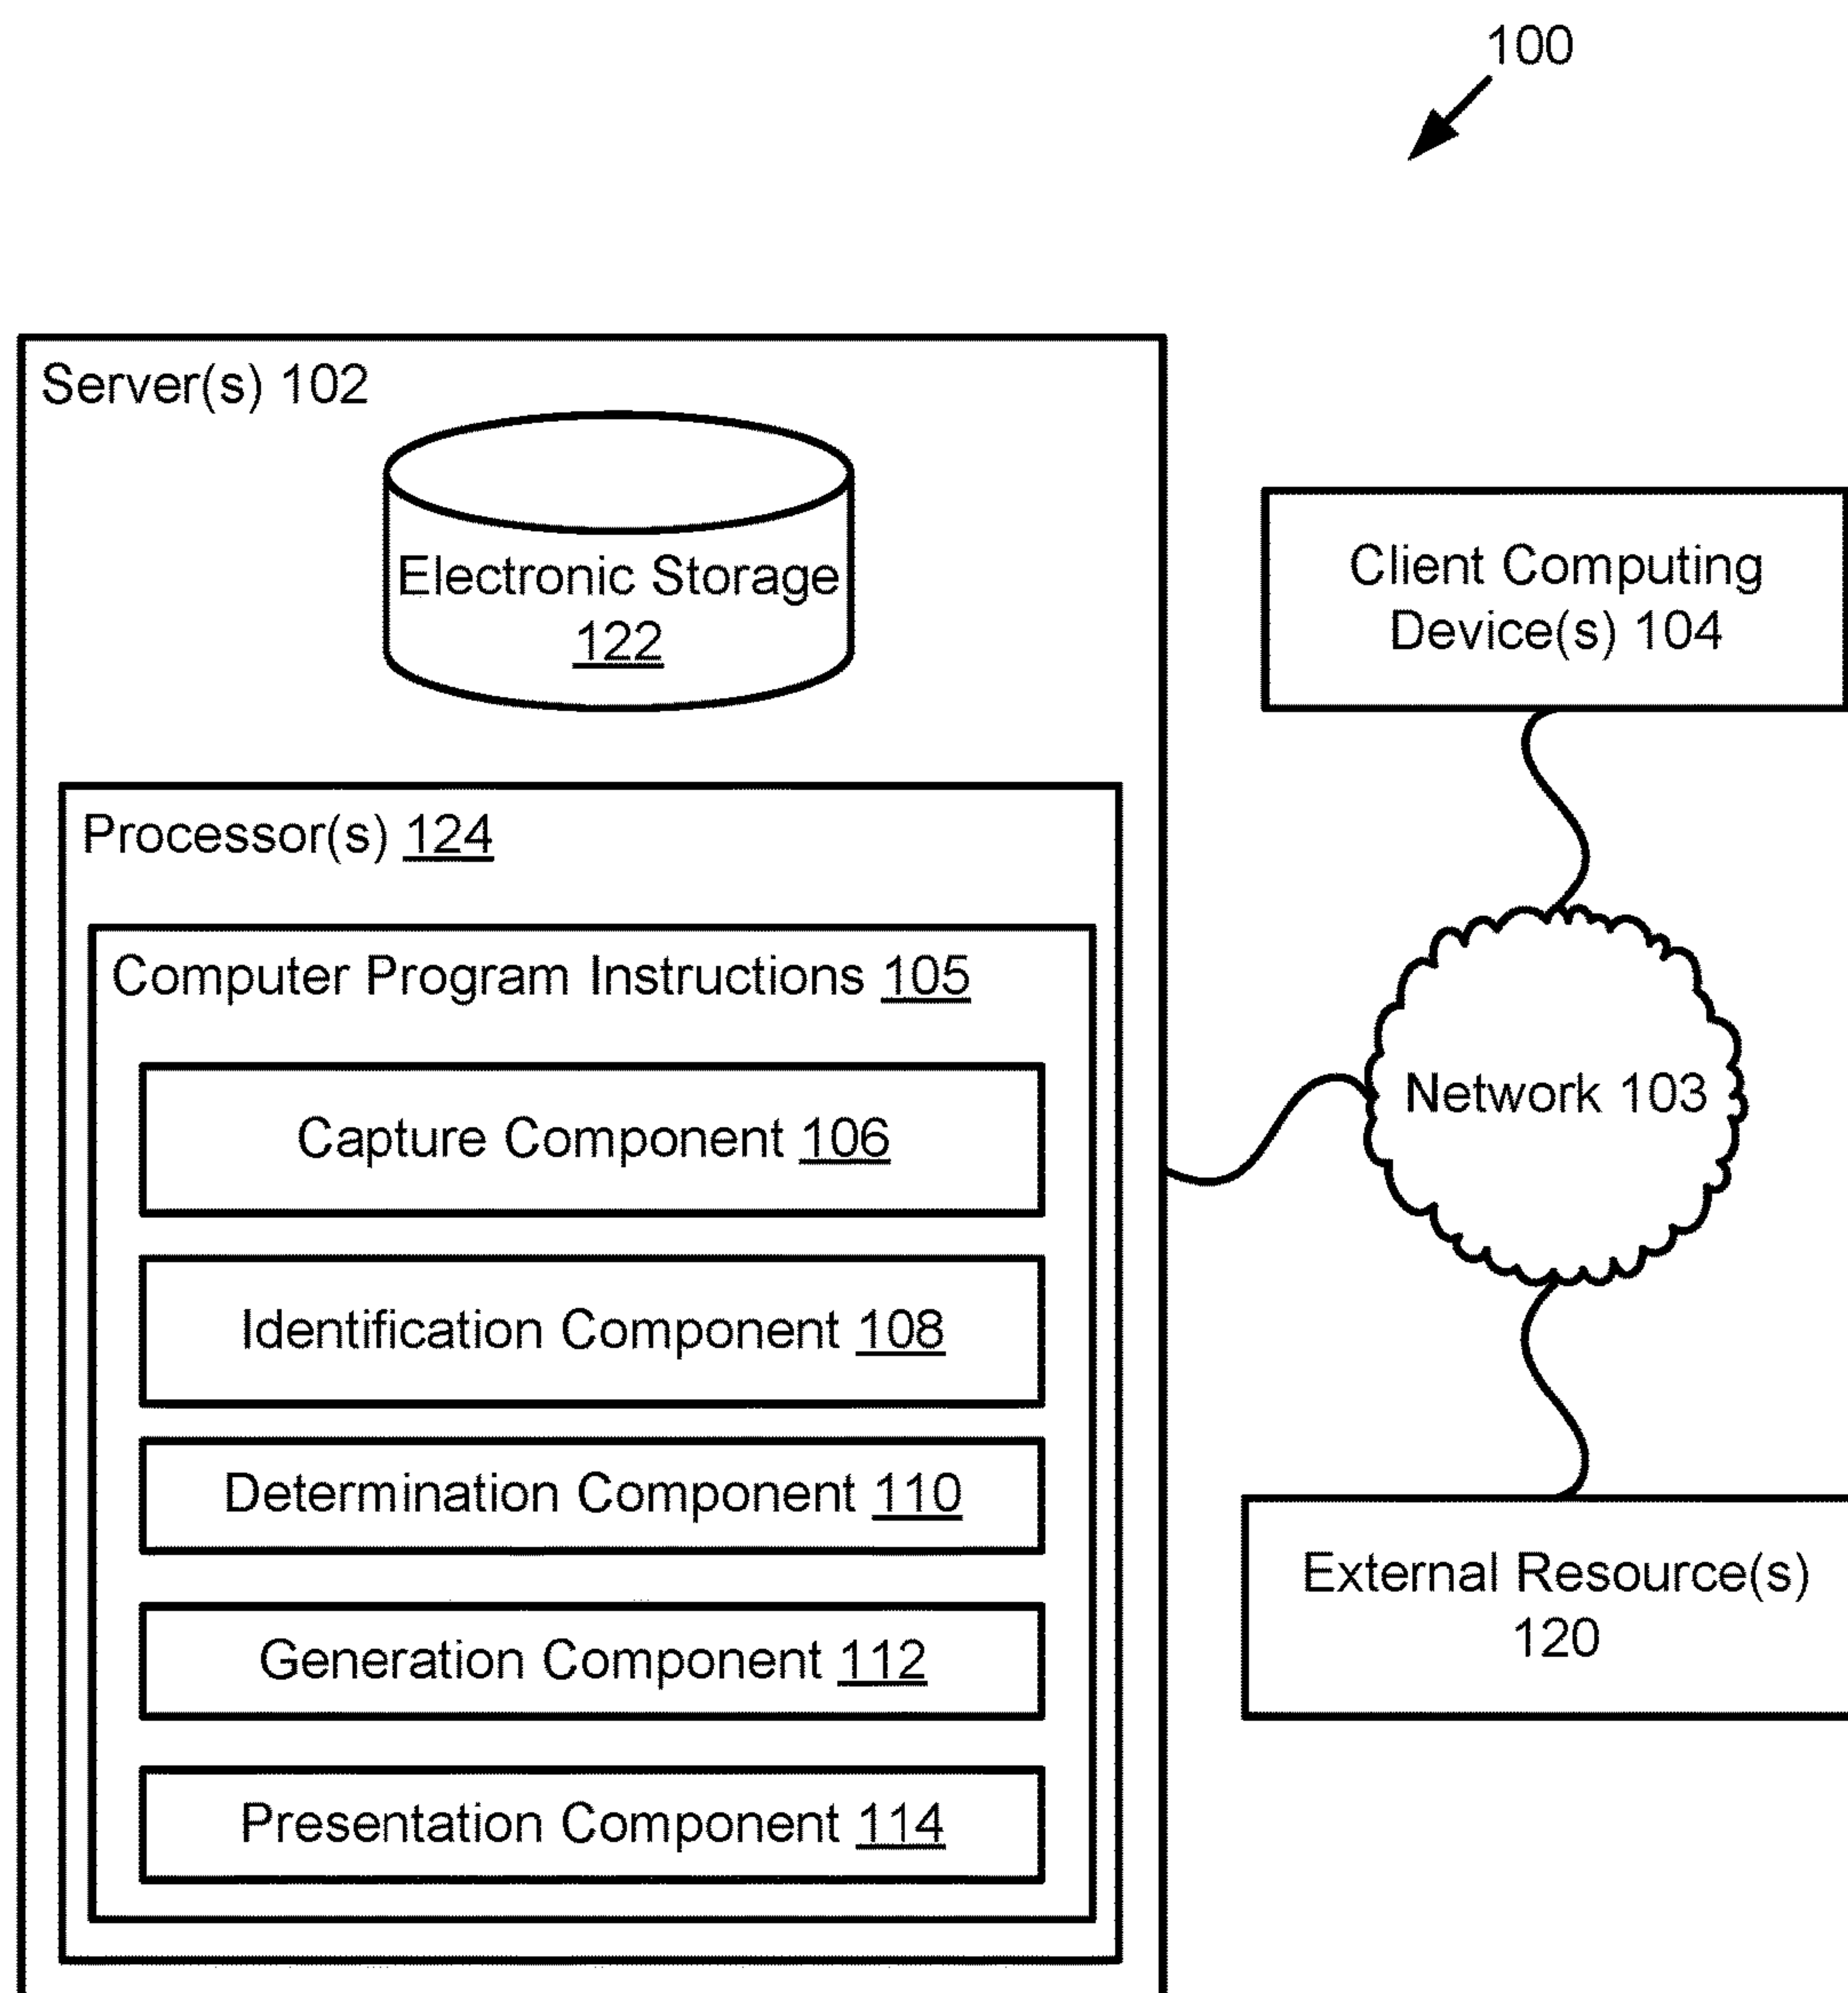 100
Server(s) 102
Electronic Storage
122
Processor(s) 124
Computer Program Instructions 105
Capture Component 106
Identification Component 108
Determination Component 110
Generation Component 112
Presentation Component 114
Client Computing
Device(s) 104
Network 103
External Resource(s)
120